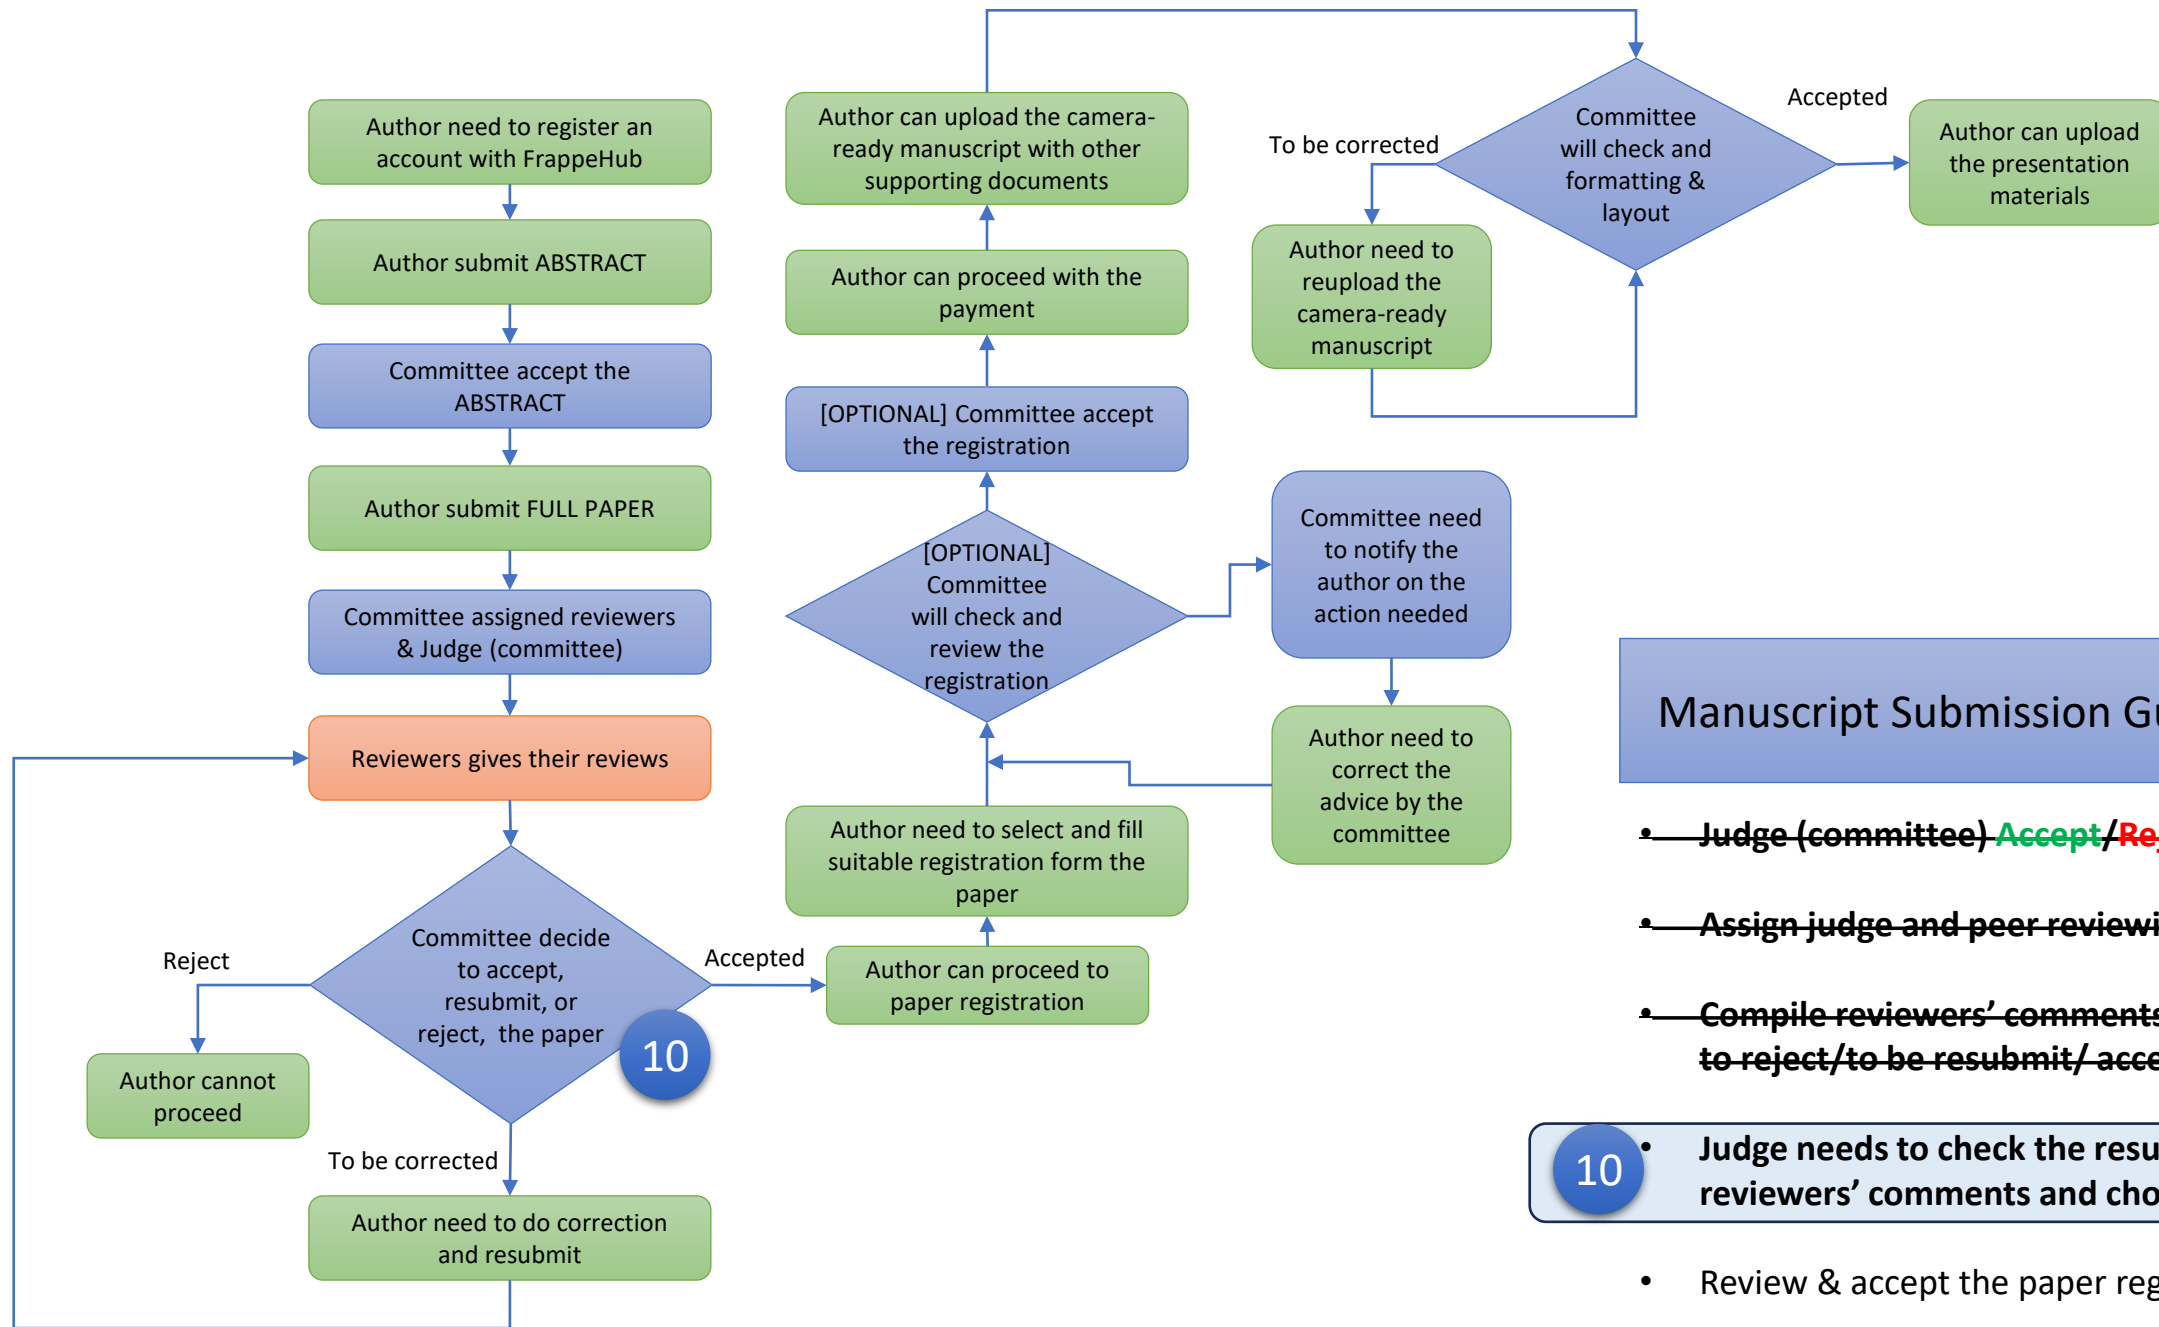 Author need to register an
account with FrappeHub
Author submit ABSTRACT
Committee accept the
ABSTRACT
Author submit FULL PAPER
Committee assigned reviewers
& Judge (committee)
Reviewers gives their reviews
Committee decide
to accept,
resubmit, or
reject, the paper
10
Reject
Author cannot
proceed
To be corrected
Author need to do correction
and resubmit
Accepted
Author can proceed to
paper registration
Author need to select and fill
suitable registration form the
paper
[OPTIONAL]
Committee
will check and
review the
registration
Committee need
to notify the
author on the
action needed
Author need to
correct the
advice by the
committee
[OPTIONAL] Committee accept
the registration
Author can proceed with the
payment
Author can upload the camera-
ready manuscript with other
supporting documents
Committee
will check and
formatting &
layout
To be corrected
Author need to
reupload the
camera-ready
manuscript
Accepted
Author can upload
the presentation
materials
Manuscript Submission Gu
• Judge (committee) Accept/Rej
• Assign judge and peer reviewi
• Compile reviewers’ comments
to reject/to be resubmit/ acce
10
• Judge needs to check the resu
reviewers’ comments and cho
• Review & accept the paper reg